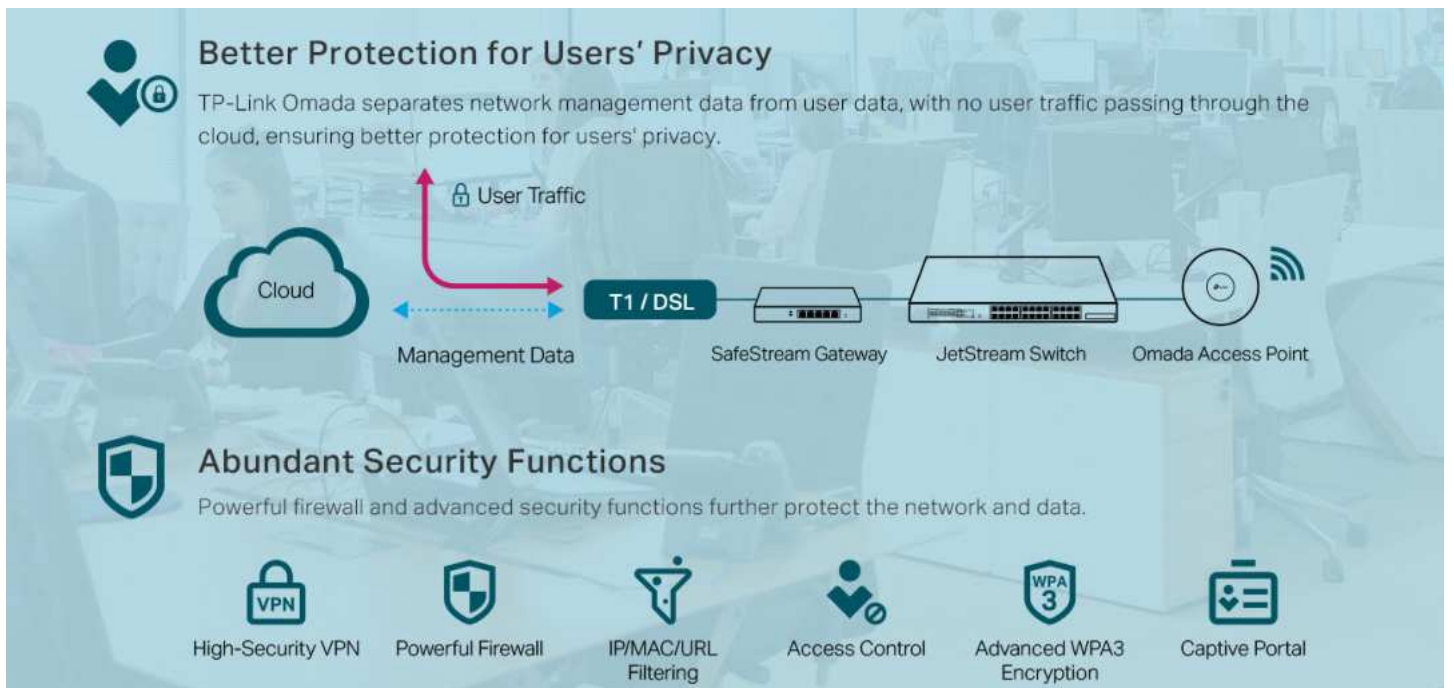 Better Protection for Users' Privacy
TP-Link Omada separates network management data from user data, with no user traffic passing through the
cloud, ensuring better protection for users' privacy.
User Traffic
Cloud
T1 / DSL
Management Data
SafeStream Gateway
JetStream Switch
Omada Access Point
Abundant Security Functions
Powerful firewall and advanced security functions further protect the network and data.
VPN
WPA
3
High-Security VPN
Powerful Firewall
IP/MAC/URL
Filtering
Access Control
Advanced WPA3
Encryption
Captive Portal